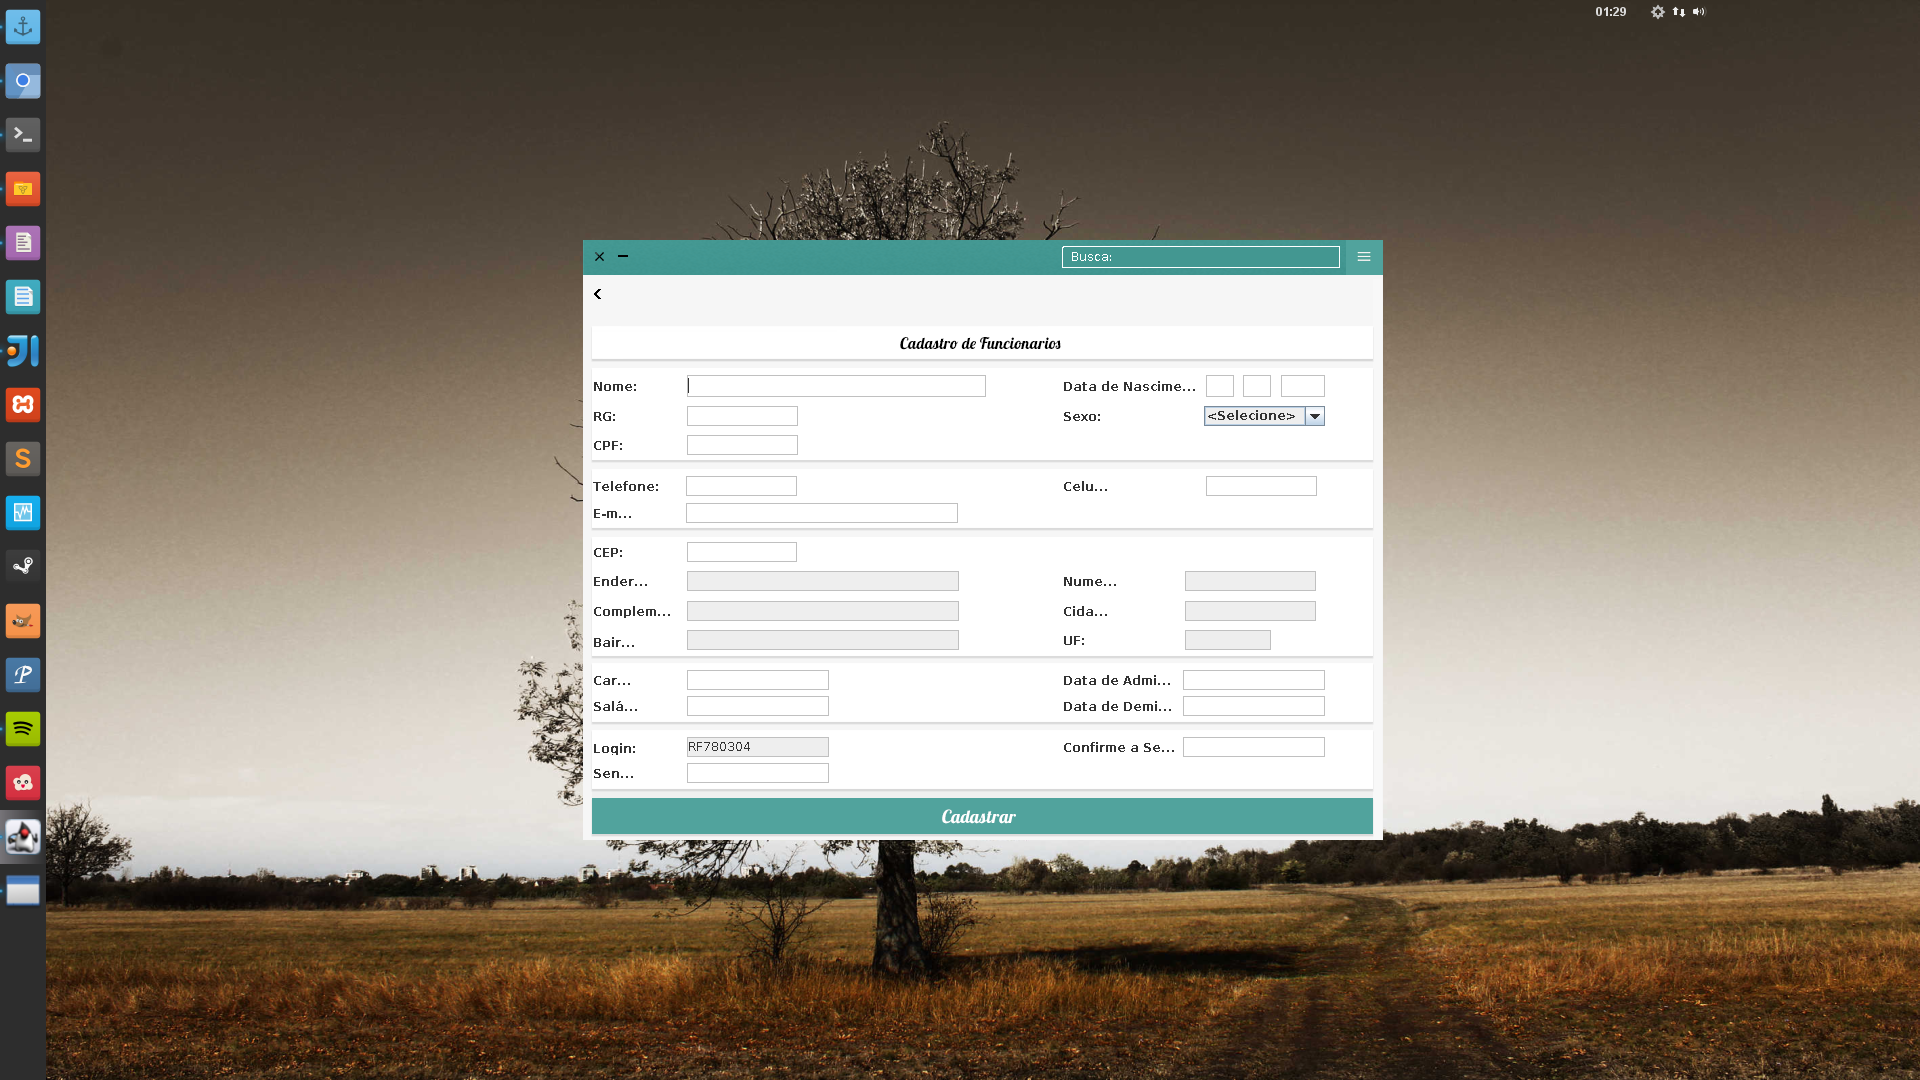 01:29
Busca:
Cadastro de Funcionarios
Nome:
Data de Nascime...
RG:
Sexo:
<Selecione>
CPF:
Telefone:
Celu...
E-m...
CEP:
Ender...
Nume...
Complem...
Cida...
Bair...
UF:
Car...
Data de Admi...
Salá...
Data de Demi...
Login:
RF780304
Confirme a Se...
Sen...
Cadastrar